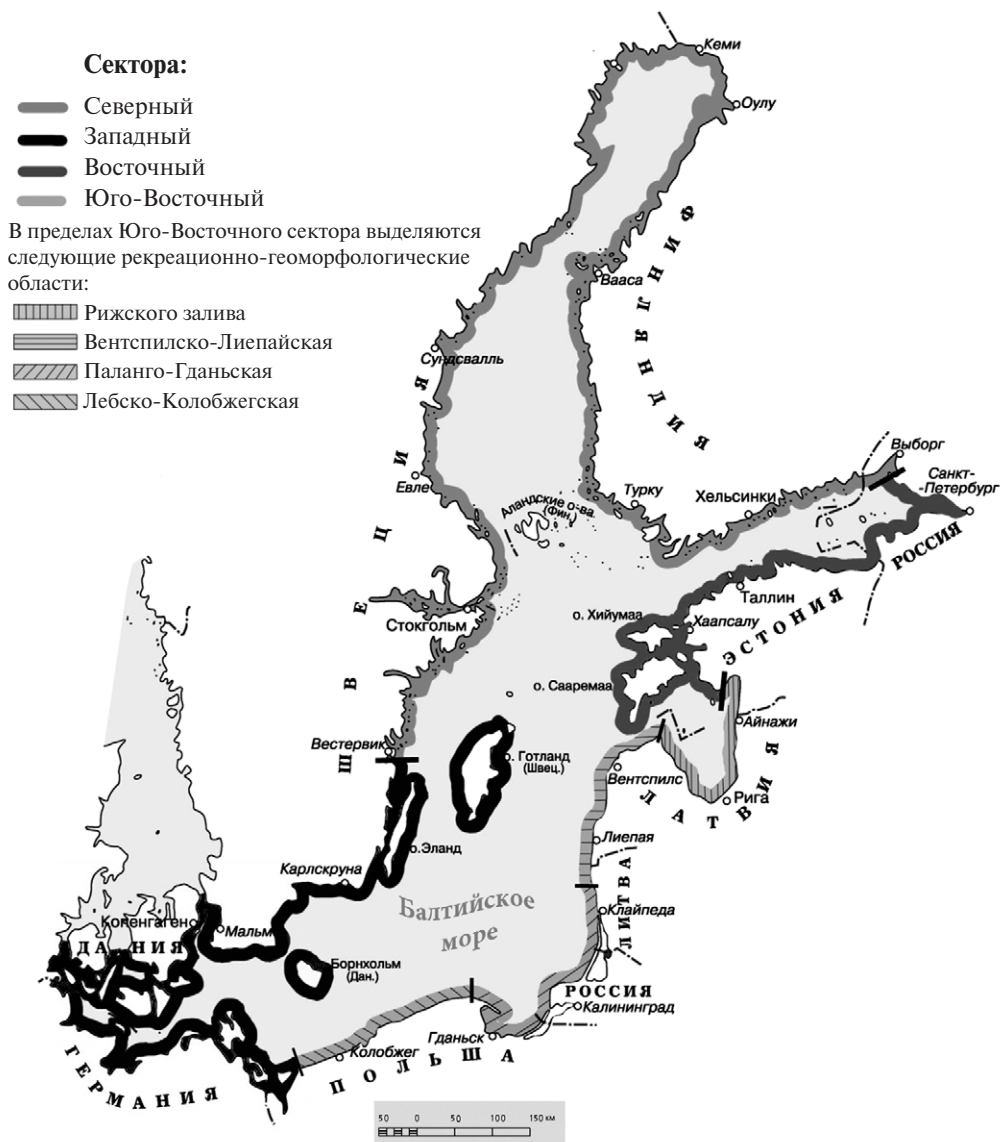 Сектора:
Северный
Западный
Восточный
Юго-Восточный
В пределах Юго-Восточного сектора выделяются
следующие рекреационно-геоморфологические
области:
Рижского залива
Вентспилско-Лиепайская
Паланго-Гданьская
Лебско-Колобжегская
Кеми
Оулу
ФИНЛЯНДИЯ
Вааса
Сундсвалль
ШВЕЦИЯ
Евле
Аландские о-ва
(Фин.)
Турку
Хельсинки
Выборг
Санкт-
-Петербург
РОССИЯ
Таллин
ЭСТОНИЯ
о. Хийумаа
Хаапсалу
Стокгольм
о. Сааремаа
Айнажи
Вестервик
о. Готланд
(Швец.)
Вентспилс
Рига
ЛАТВИЯ
Лиепая
о.Эланд
Карлскруна
ЛИТВА
Клайпеда
Балтийское
море
Копенгаген
Мальм
ДАНИЯ
Борнхольм
(Дан.)
РОССИЯ
Калининград
Гданьск
Колобжег
ПОЛЬША
ГЕРМАНИЯ
50 0 50 100 150 км